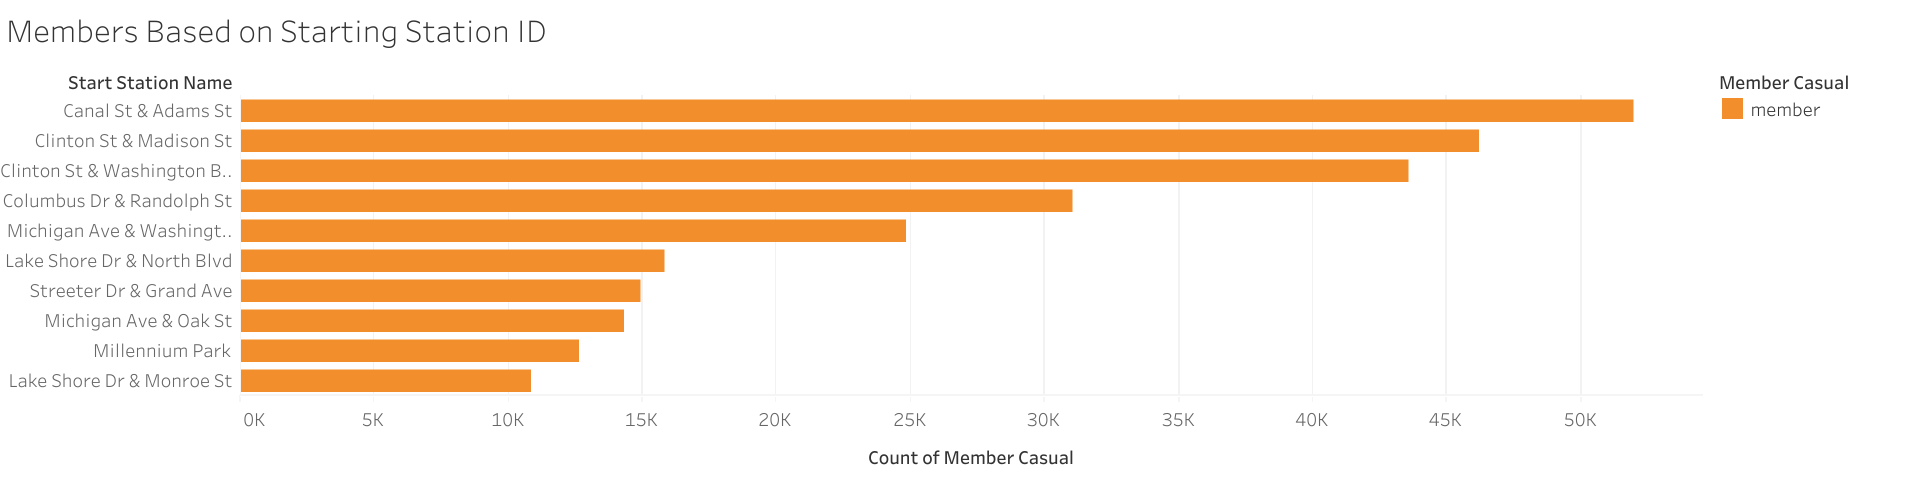 Members Based on Starting Station ID
Start Station Name
Canal St & Adams St
Clinton St & Madison St
Clinton St & Washington B..
Columbus Dr & Randolph St
Michigan Ave & Washingt..
Lake Shore Dr & North Blvd
Streeter Dr & Grand Ave
Michigan Ave & Oak St
Millennium Park
Lake Shore Dr & Monroe St
0K 5K 10K 15K 20K 25K 30K 35K 40K 45K 50K
Count of Member Casual
Member Casual
member